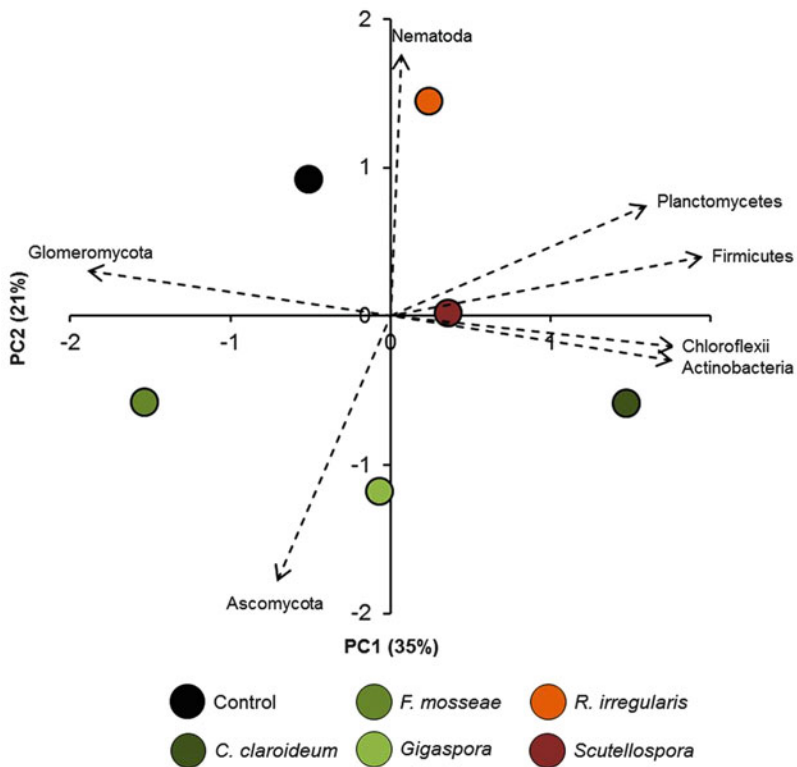 2
Nematoda
1
Planctomycetes
Glomeromycota
Firmicutes
PC2 (21%)
0
-2
-1
0
1
Chloroflexii
Actinobacteria
-1
Ascomycota
-2
PC1 (35%)
Control
F. mosseae
R. irregularis
C. claroideum
Gigaspora
Scutellospora